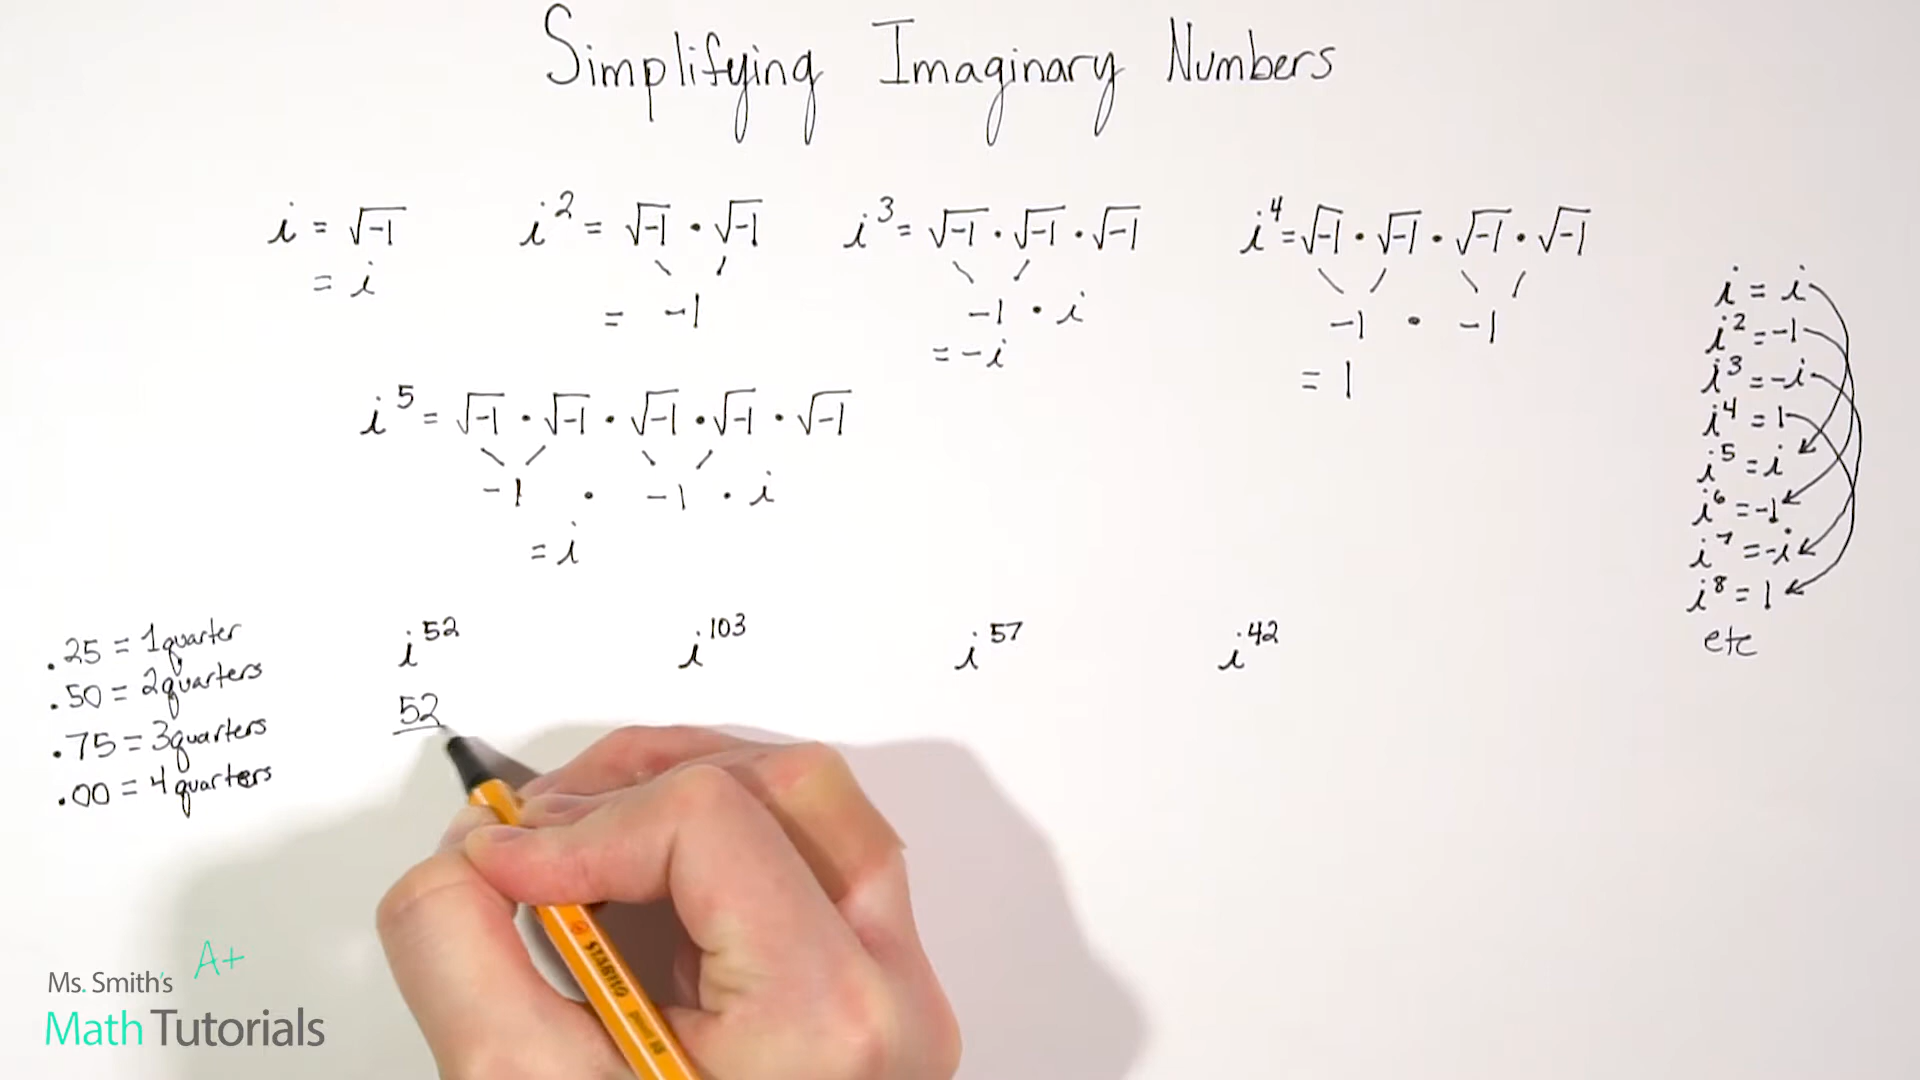 Simplifying Imaginary Numbers
i = √-1
= i
i² = √-1 · √-1
= -1
i³ = √-1 · √-1 · √-1
-1 · i
= -i
i⁴ = √-1 · √-1 · √-1 · √-1
-1 · -1
= 1
i⁵ = √-1 · √-1 · √-1 · √-1 · √-1
-1 · -1 · i
= i
i = i
i² = -1
i³ = -i
i⁴ = 1
i⁵ = i
i⁶ = -1
i⁷ = -i
i⁸ = 1
etc
.25 = 1 quarter
.50 = 2 quarters
.75 = 3 quarters
.00 = 4 quarters
i⁵² i¹⁰³ i⁵⁷ i⁴²
52
STABILO
Ms. Smith's A+
Math Tutorials